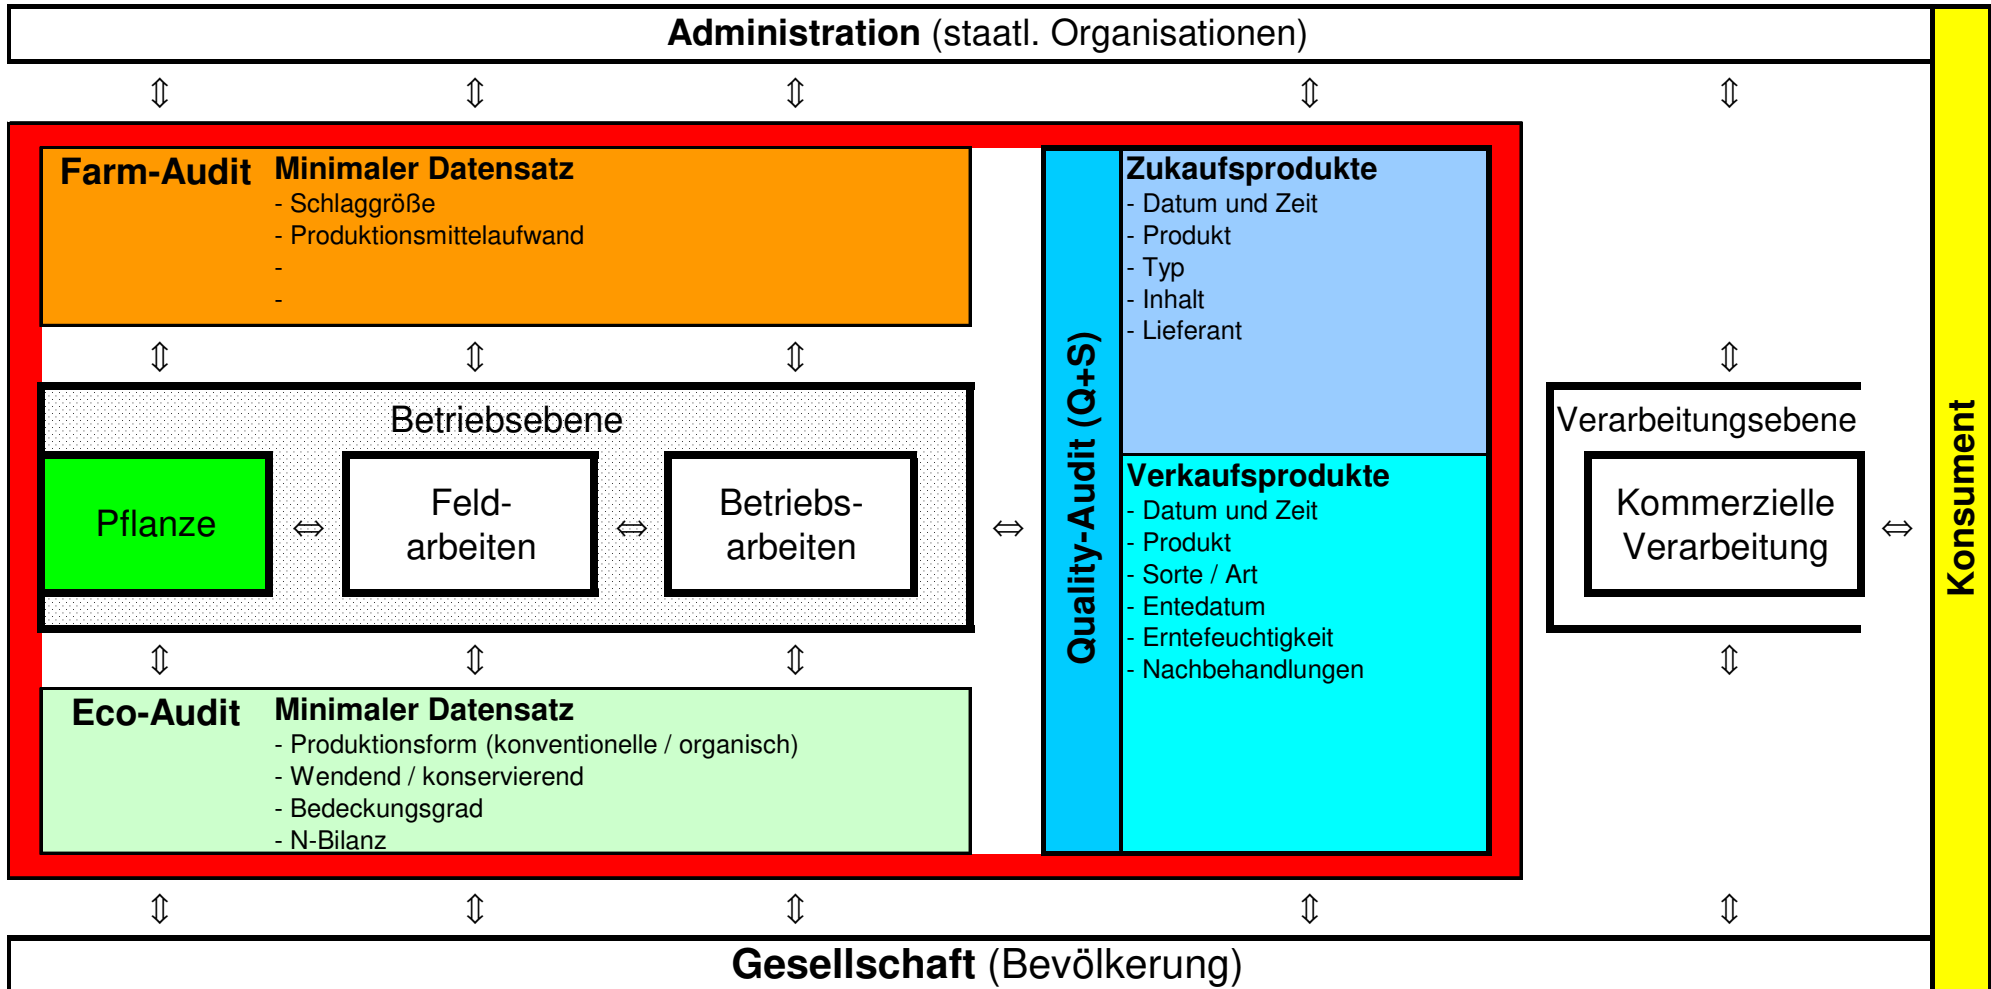 Administration (staatl. Organisationen)
⇕ ⇕ ⇕ ⇕ ⇕
Farm-Audit
Minimaler Datensatz
- Schlaggröße
- Produktionsmittelaufwand
-
-
⇕ ⇕ ⇕
Betriebsebene
Pflanze
⇔
Feld-
arbeiten
⇔
Betriebs-
arbeiten
⇔
⇕ ⇕ ⇕
Eco-Audit
Minimaler Datensatz
- Produktionsform (konventionelle / organisch)
- Wendend / konservierend
- Bedeckungsgrad
- N-Bilanz
Quality-Audit (Q+S)
Zukaufsprodukte
- Datum und Zeit
- Produkt
- Typ
- Inhalt
- Lieferant
Verkaufsprodukte
- Datum und Zeit
- Produkt
- Sorte / Art
- Entedatum
- Erntefeuchtigkeit
- Nachbehandlungen
⇕
Verarbeitungsebene
Kommerzielle
Verarbeitung
⇔
⇕
Konsument
⇕ ⇕ ⇕ ⇕ ⇕
Gesellschaft (Bevölkerung)